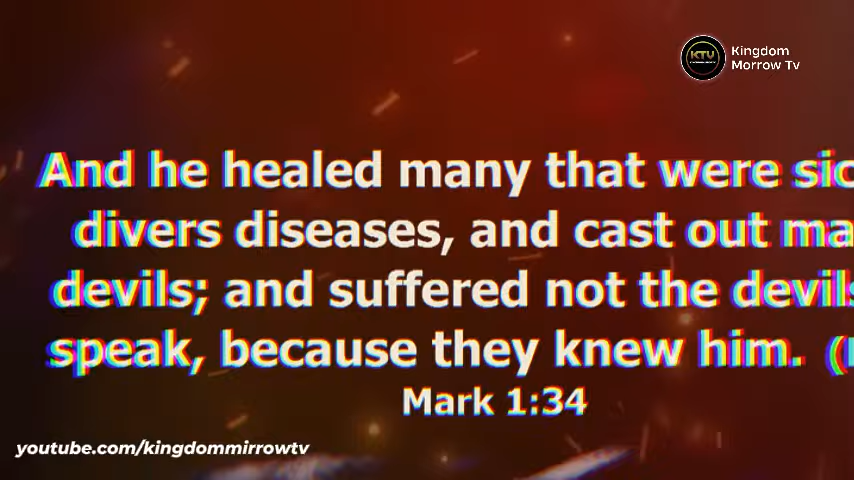 KTV
Kingdom
Morrow Tv
And he healed many that were sic
divers diseases, and cast out ma
devils; and suffered not the devils
speak, because they knew him. (
Mark 1:34
youtube.com/kingdommirrowtv